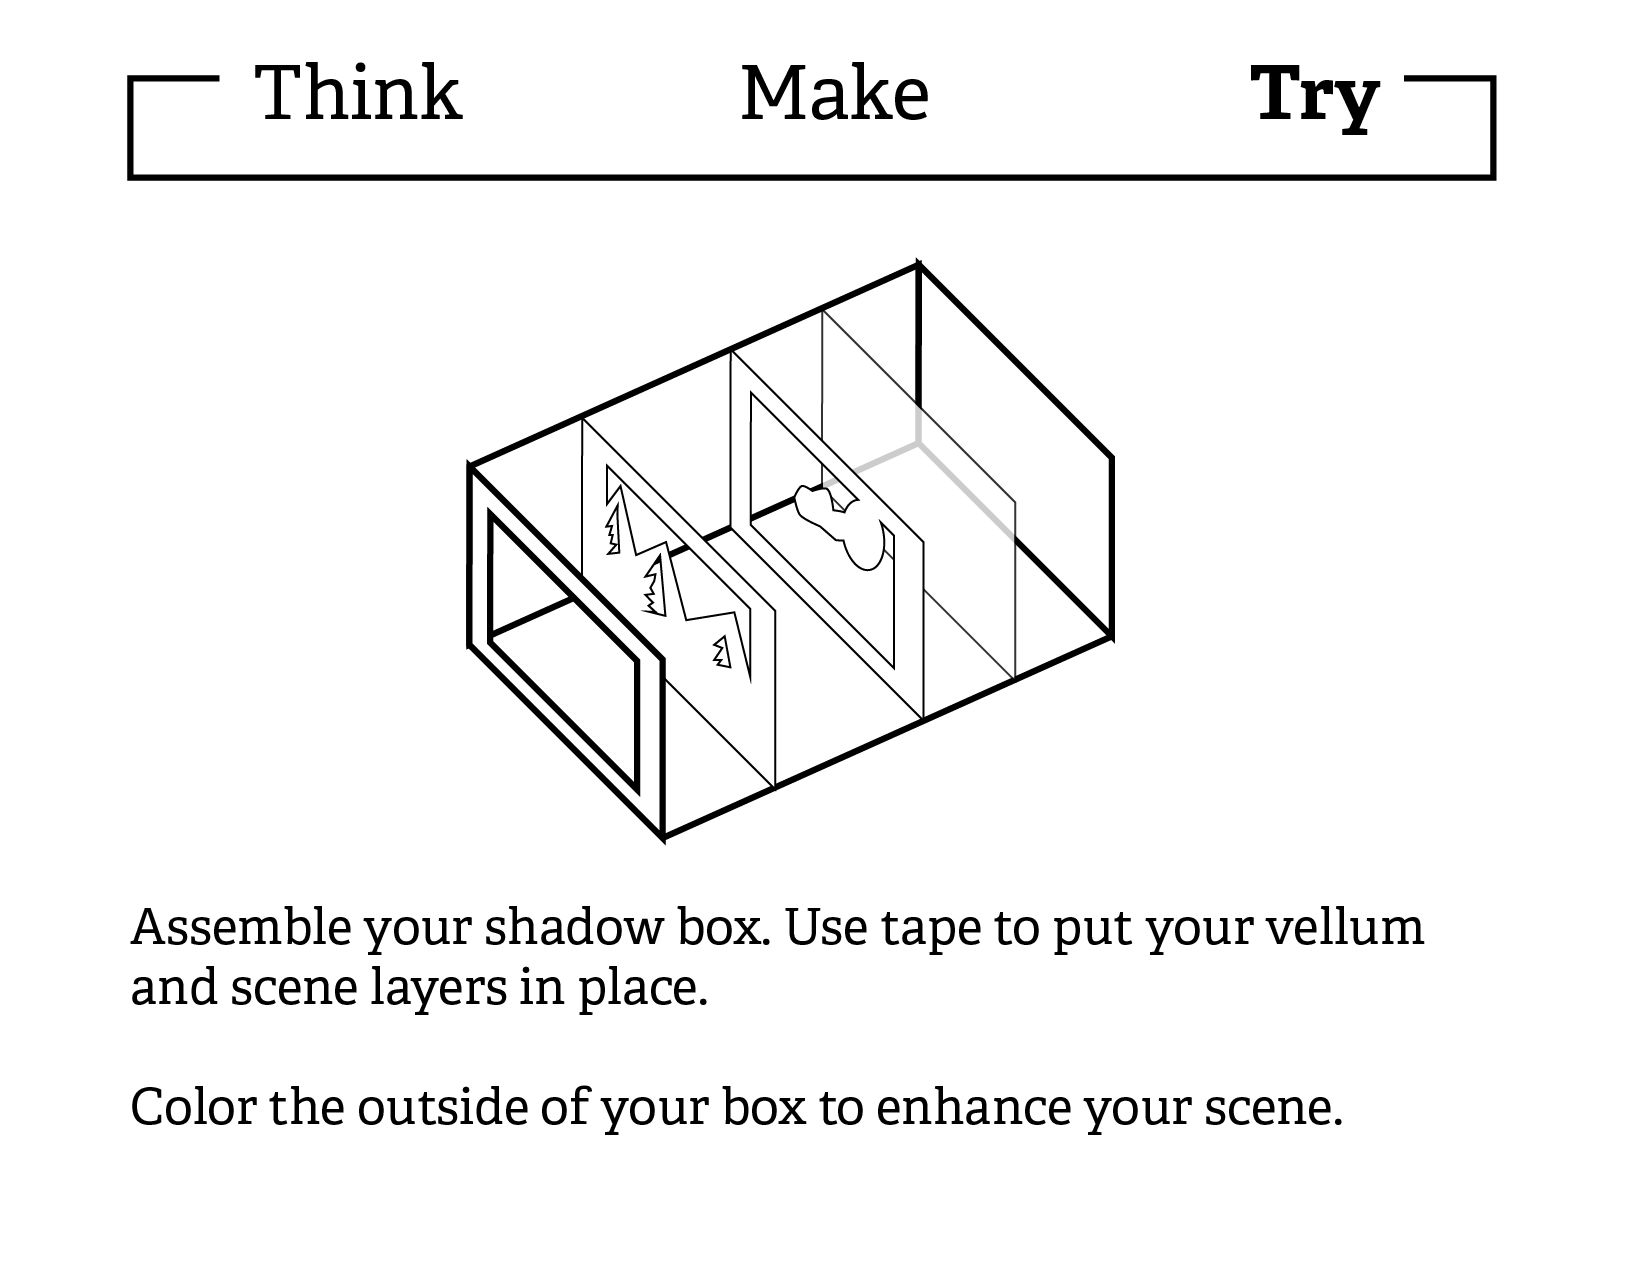 Think Make Try
Assemble your shadow box. Use tape to put your vellum
and scene layers in place.
Color the outside of your box to enhance your scene.